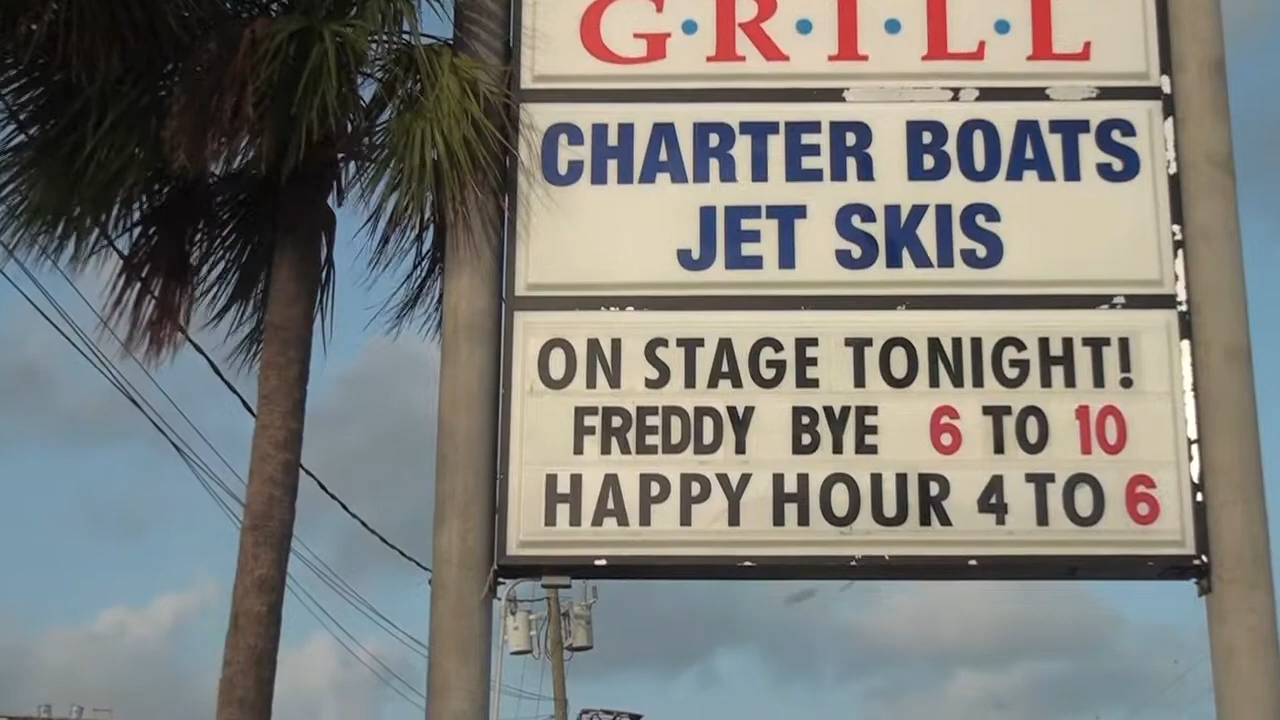 G·R·I·L·L
CHARTER BOATS
JET SKIS
ON STAGE TONIGHT!
FREDDY BYE 6 TO 10
HAPPY HOUR 4 TO 6